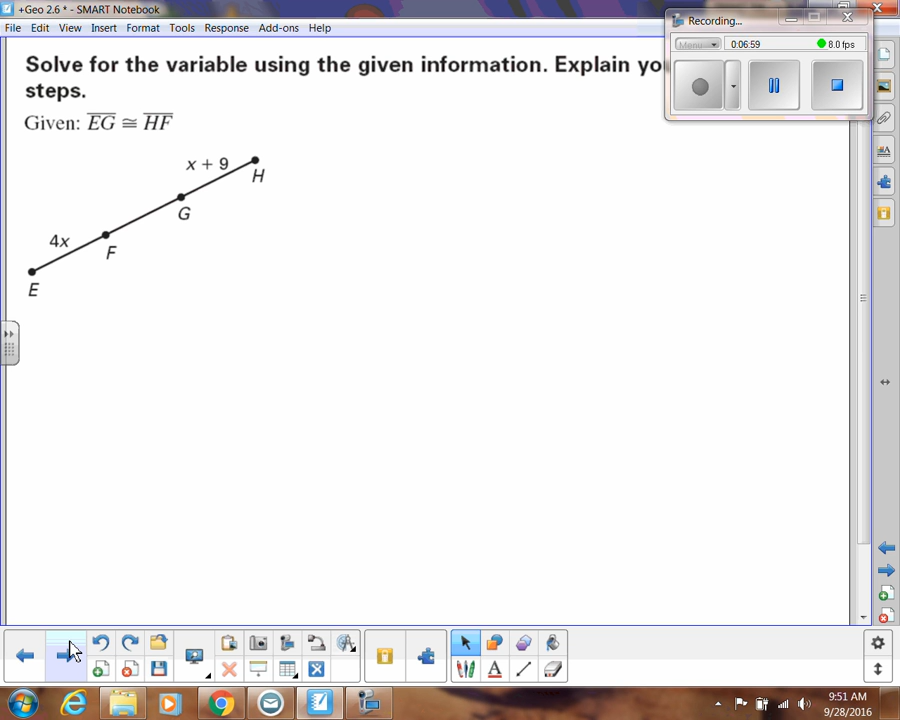 +Geo 2.6 * - SMART Notebook
File Edit View Insert Format Tools Response Add-ons Help
Recording...
Menu 0:06:59 8.0 fps
Solve for the variable using the given information. Explain yo
steps.
Given: EG ≅ HF
x + 9
H
G
4x
F
E
A
9:51 AM
9/28/2016